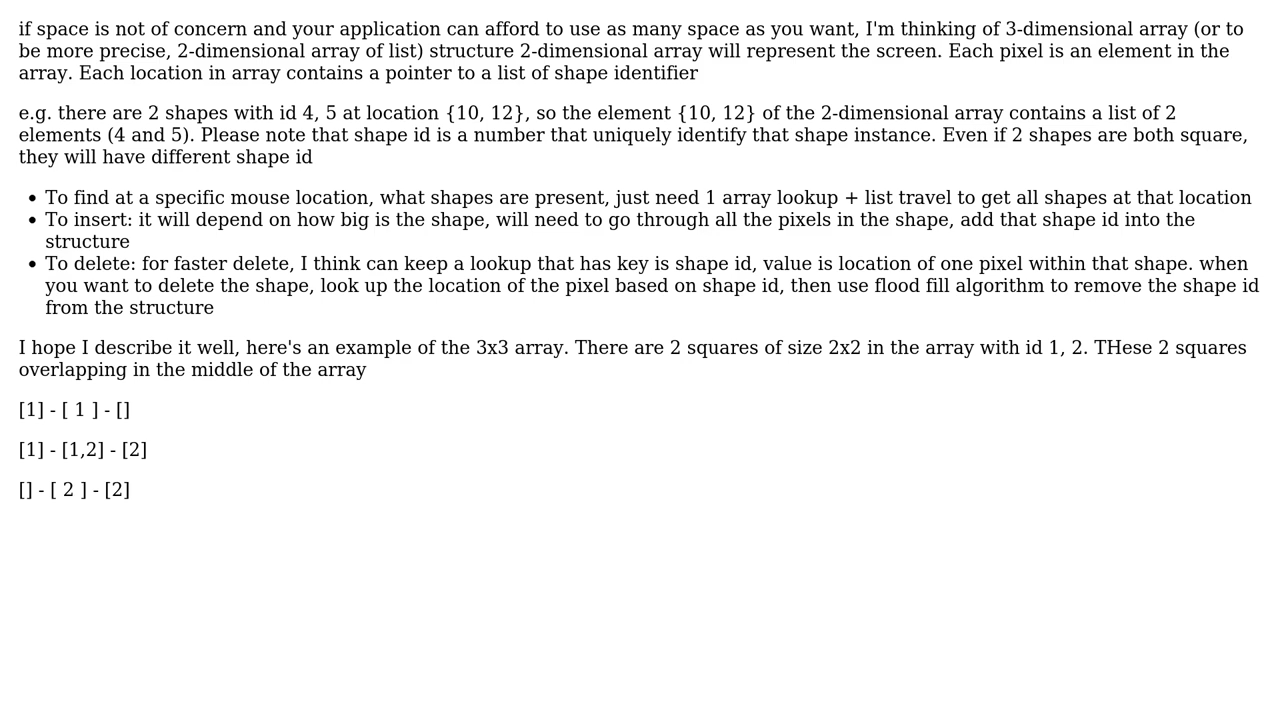 if space is not of concern and your application can afford to use as many space as you want, I'm thinking of 3-dimensional array (or to
be more precise, 2-dimensional array of list) structure 2-dimensional array will represent the screen. Each pixel is an element in the
array. Each location in array contains a pointer to a list of shape identifier
e.g. there are 2 shapes with id 4, 5 at location {10, 12}, so the element {10, 12} of the 2-dimensional array contains a list of 2
elements (4 and 5). Please note that shape id is a number that uniquely identify that shape instance. Even if 2 shapes are both square,
they will have different shape id
• To find at a specific mouse location, what shapes are present, just need 1 array lookup + list travel to get all shapes at that location
• To insert: it will depend on how big is the shape, will need to go through all the pixels in the shape, add that shape id into the
structure
• To delete: for faster delete, I think can keep a lookup that has key is shape id, value is location of one pixel within that shape. when
you want to delete the shape, look up the location of the pixel based on shape id, then use flood fill algorithm to remove the shape id
from the structure
I hope I describe it well, here's an example of the 3x3 array. There are 2 squares of size 2x2 in the array with id 1, 2. THese 2 squares
overlapping in the middle of the array
[1] - [ 1 ] - []
[1] - [1,2] - [2]
[] - [ 2 ] - [2]